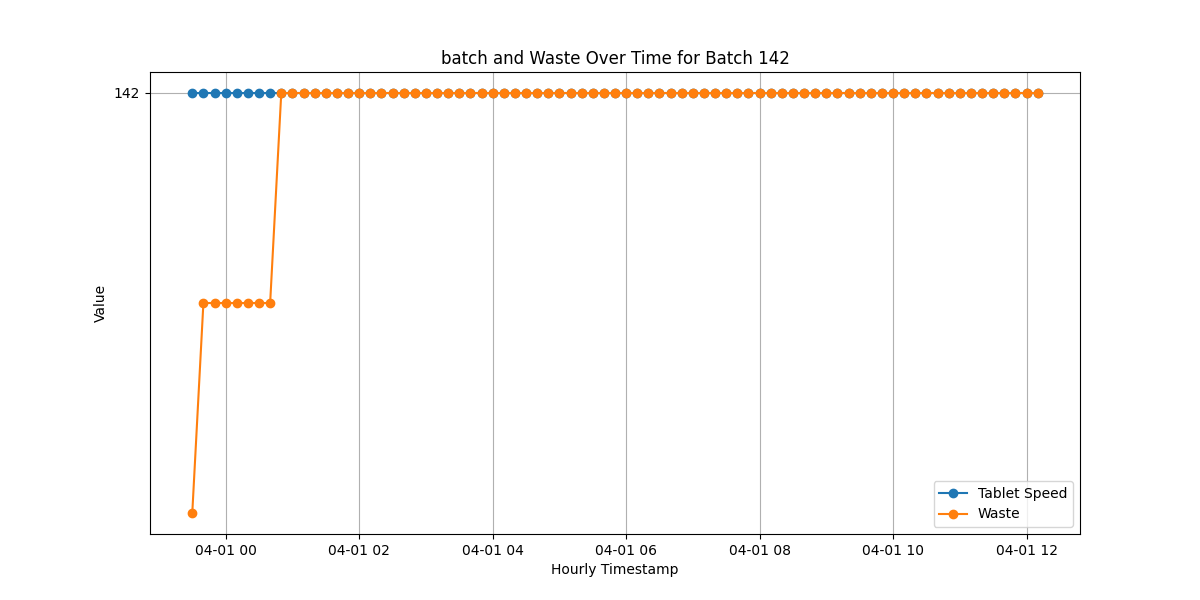 batch and Waste Over Time for Batch 142
142
Value
Tablet Speed
Waste
04-01 00
04-01 02
04-01 04
04-01 06
04-01 08
04-01 10
04-01 12
Hourly Timestamp